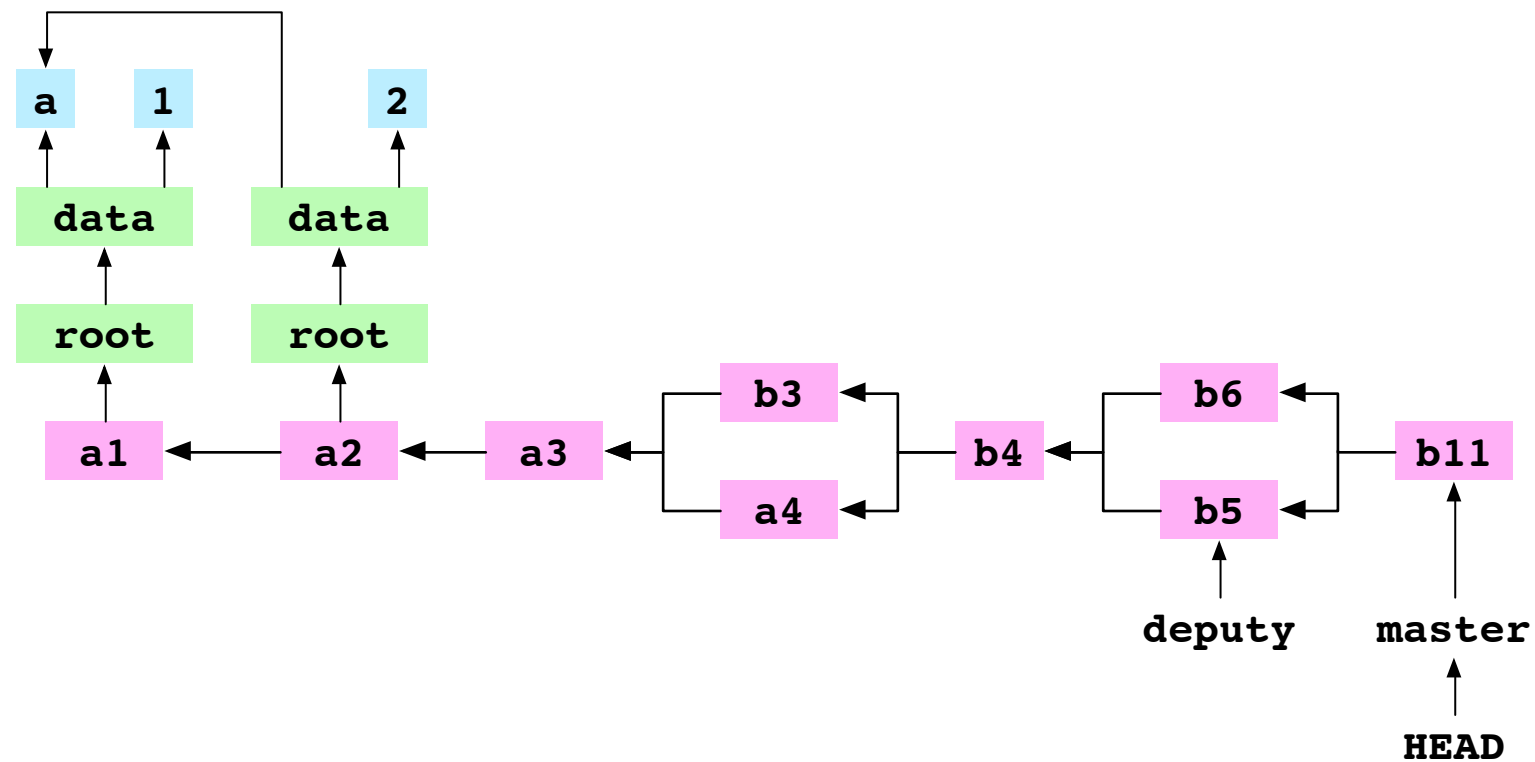 a 1 2
data data
root root
b3 b6
a1 a2 a3 b4 b11
a4 b5
deputy master
HEAD